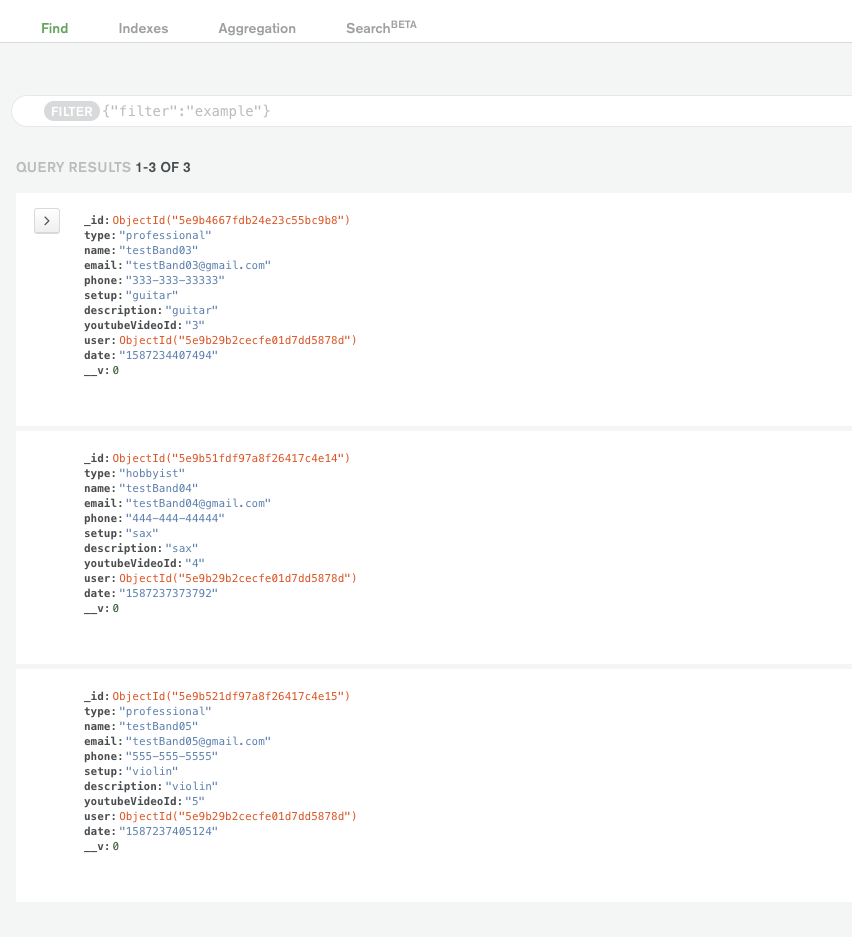 Find Indexes Aggregation SearchBETA
FILTER {"filter":"example"}
QUERY RESULTS 1-3 OF 3
_id: ObjectId("5e9b4667fdb24e23c55bc9b8")
type: "professional"
name: "testBand03"
email: "testBand03@gmail.com"
phone: "333-333-33333"
setup: "guitar"
description: "guitar"
youtubeVideoId: "3"
user: ObjectId("5e9b29b2cecfe01d7dd5878d")
date: "1587234407494"
__v: 0
_id: ObjectId("5e9b51fdf97a8f26417c4e14")
type: "hobbyist"
name: "testBand04"
email: "testBand04@gmail.com"
phone: "444-444-44444"
setup: "sax"
description: "sax"
youtubeVideoId: "4"
user: ObjectId("5e9b29b2cecfe01d7dd5878d")
date: "1587237373792"
__v: 0
_id: ObjectId("5e9b521df97a8f26417c4e15")
type: "professional"
name: "testBand05"
email: "testBand05@gmail.com"
phone: "555-555-5555"
setup: "violin"
description: "violin"
youtubeVideoId: "5"
user: ObjectId("5e9b29b2cecfe01d7dd5878d")
date: "1587237405124"
__v: 0